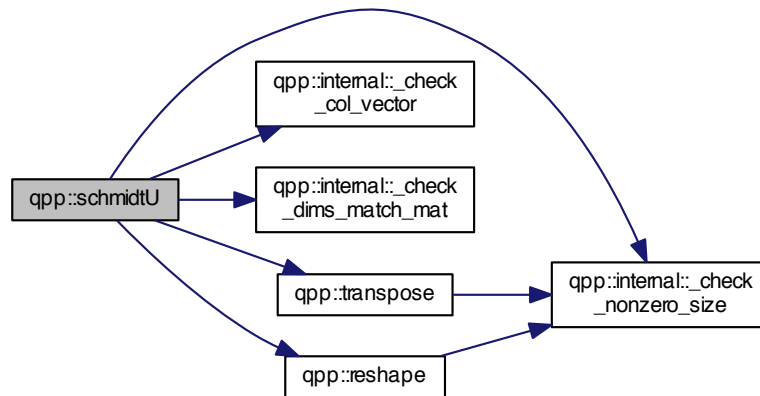 qpp::internal::_check
_col_vector
qpp::schmidtU
qpp::internal::_check
_dims_match_mat
qpp::transpose
qpp::internal::_check
_nonzero_size
qpp::reshape